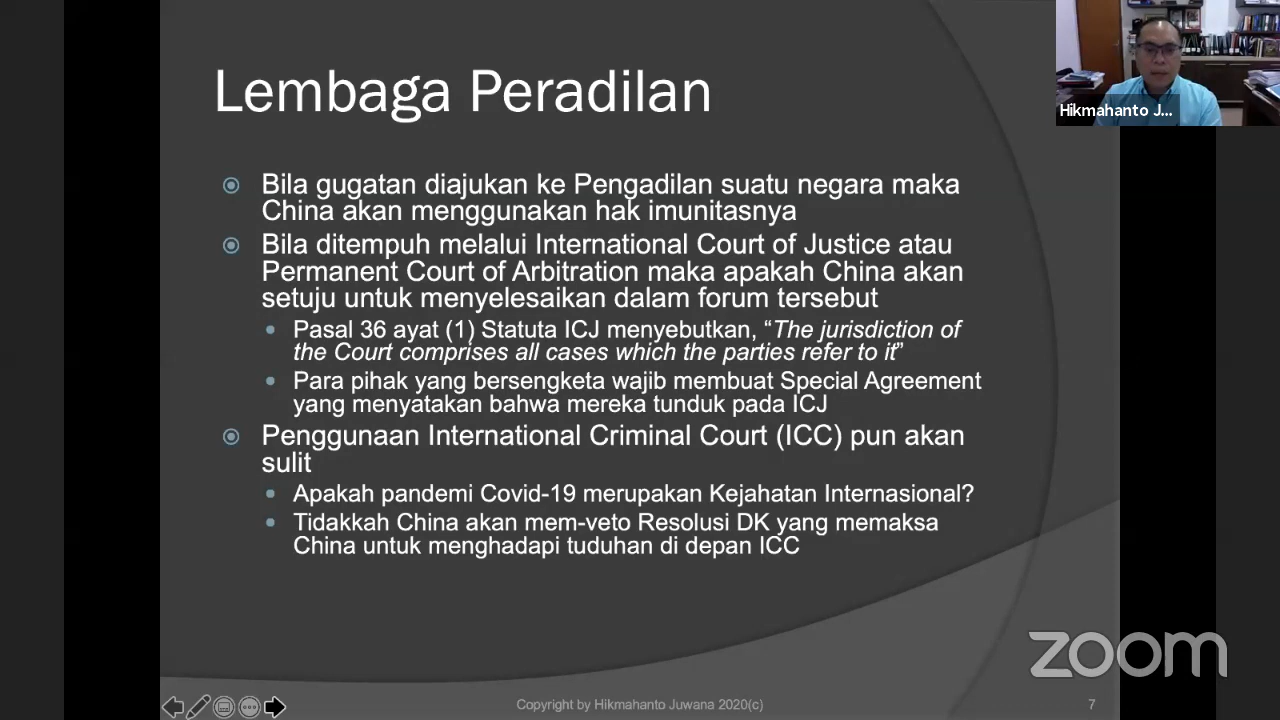 Lembaga Peradilan
Hikmahanto J...
Bila gugatan diajukan ke Pengadilan suatu negara maka
China akan menggunakan hak imunitasnya
Bila ditempuh melalui International Court of Justice atau
Permanent Court of Arbitration maka apakah China akan
setuju untuk menyelesaikan dalam forum tersebut
Pasal 36 ayat (1) Statuta ICJ menyebutkan, “The jurisdiction of
the Court comprises all cases which the parties refer to it”
Para pihak yang bersengketa wajib membuat Special Agreement
yang menyatakan bahwa mereka tunduk pada ICJ
Penggunaan International Criminal Court (ICC) pun akan
sulit
Apakah pandemi Covid-19 merupakan Kejahatan Internasional?
Tidakkah China akan mem-veto Resolusi DK yang memaksa
China untuk menghadapi tuduhan di depan ICC
zoom
Copyright by Hikmahanto Juwana 2020(c)
7